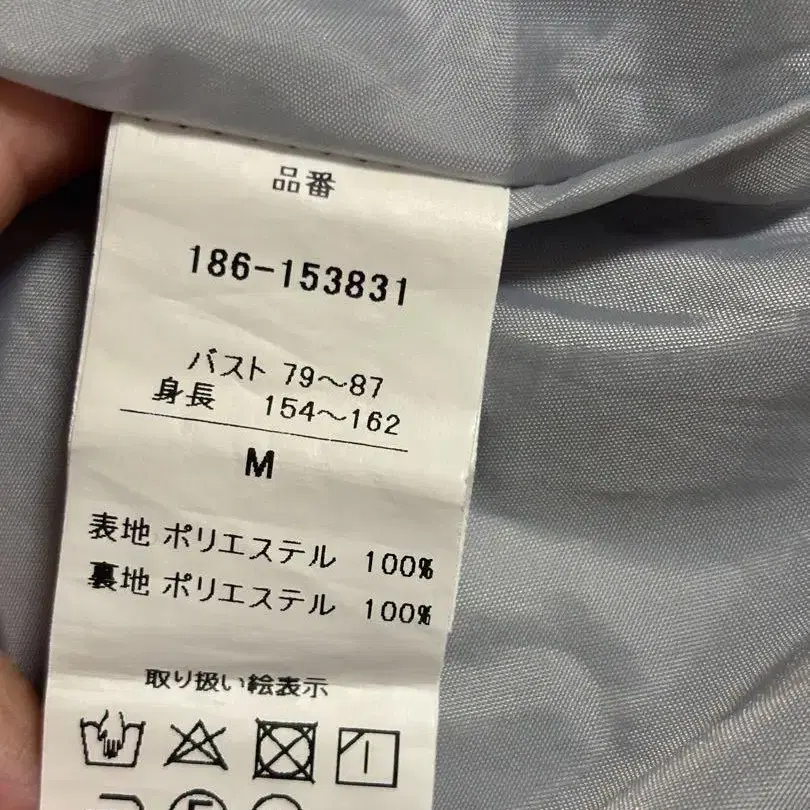 品番
186-153831
バスト 79～87
身長 154～162
M
表地 ポリエステル 100%
裏地 ポリエステル 100%
取り扱い絵表示